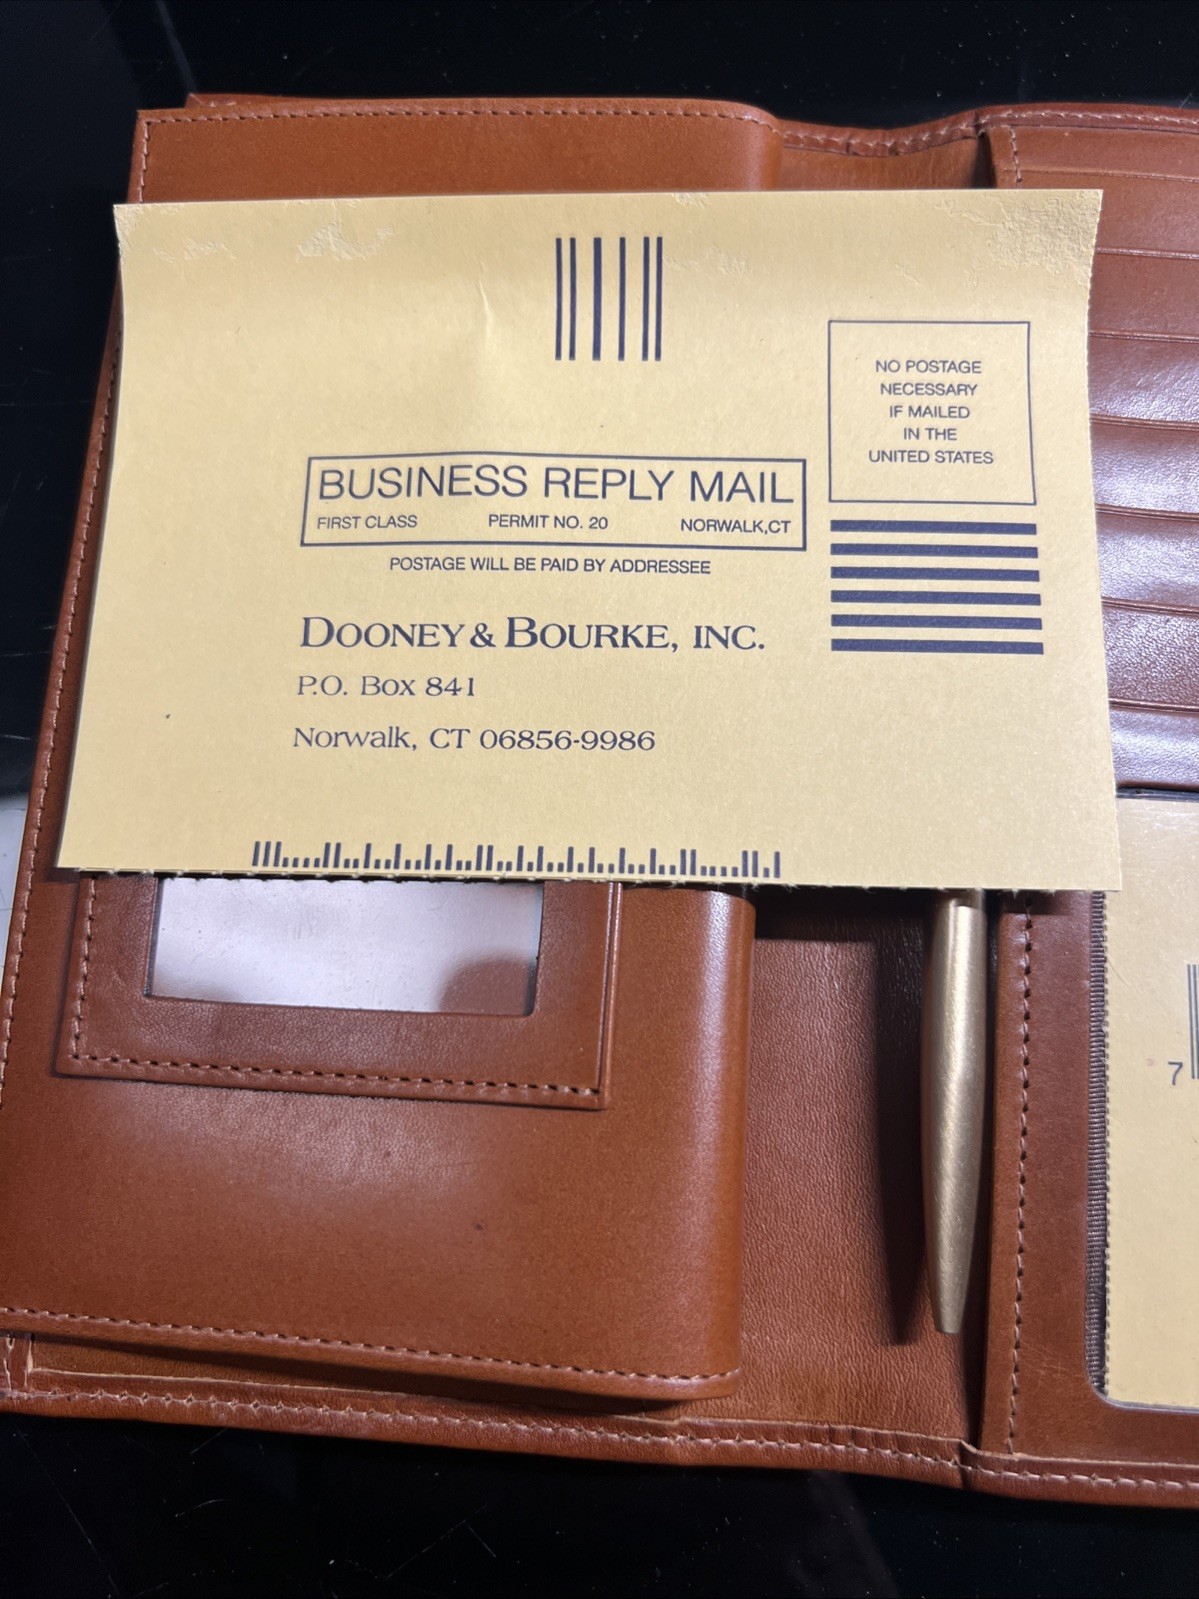 NO POSTAGE
NECESSARY
IF MAILED
IN THE
UNITED STATES
BUSINESS REPLY MAIL
FIRST CLASS PERMIT NO. 20 NORWALK,CT
POSTAGE WILL BE PAID BY ADDRESSEE
DOONEY & BOURKE, INC.
P.O. Box 841
Norwalk, CT 06856-9986
7